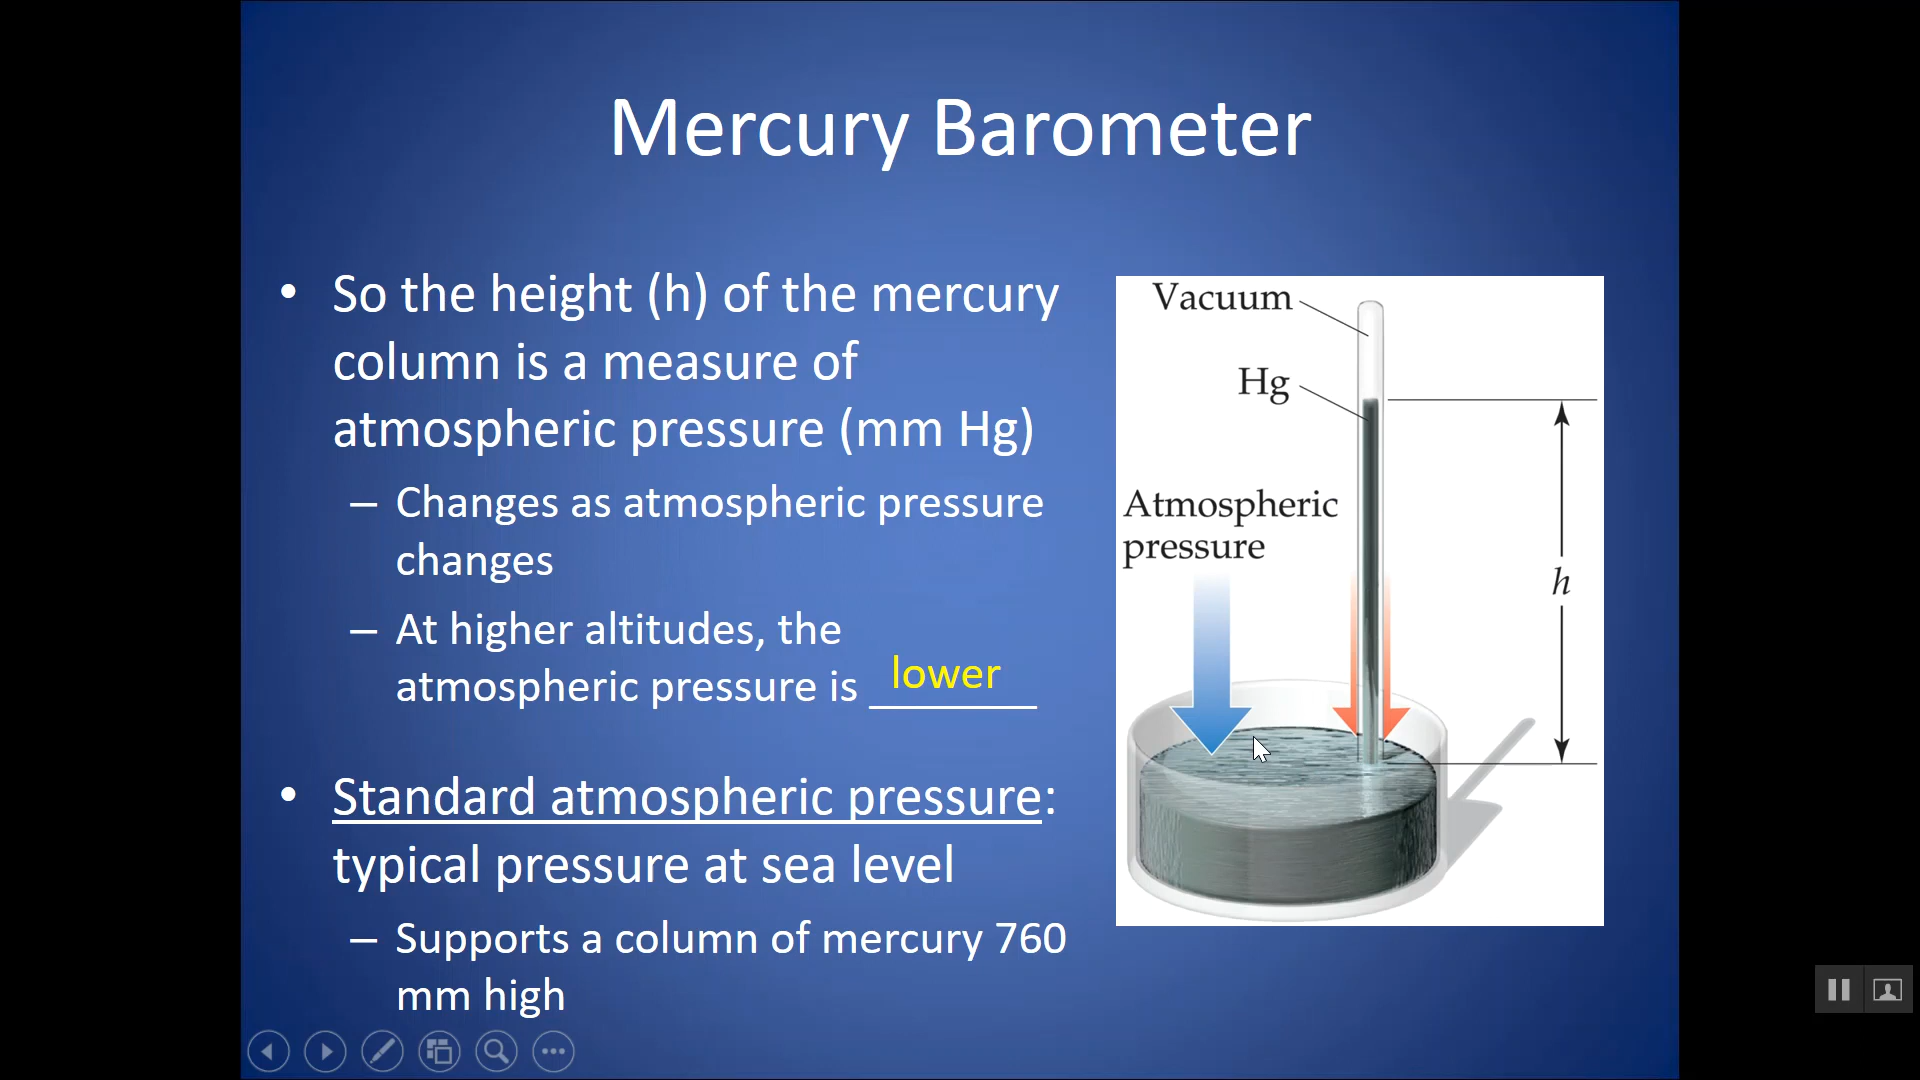 Mercury Barometer
• So the height (h) of the mercury
column is a measure of
atmospheric pressure (mm Hg)
– Changes as atmospheric pressure
changes
– At higher altitudes, the
atmospheric pressure is lower
• Standard atmospheric pressure:
typical pressure at sea level
– Supports a column of mercury 760
mm high
Vacuum
Hg
Atmospheric
pressure
h